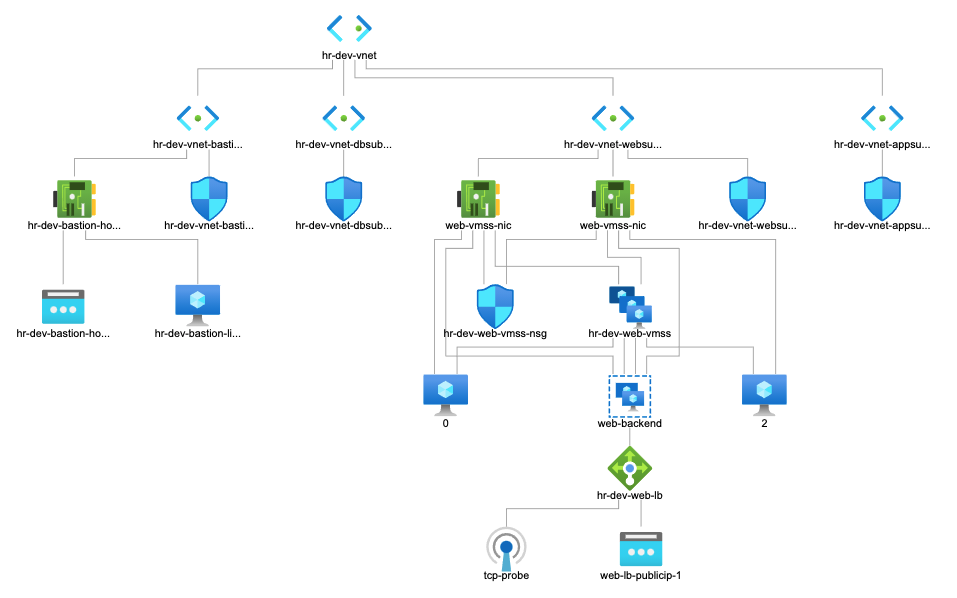 hr-dev-vnet
hr-dev-vnet-basti...
hr-dev-vnet-dbsub...
hr-dev-vnet-websu...
hr-dev-vnet-appsu...
hr-dev-bastion-ho...
hr-dev-vnet-basti...
hr-dev-vnet-dbsub...
web-vmss-nic
web-vmss-nic
hr-dev-vnet-websu...
hr-dev-vnet-appsu...
hr-dev-bastion-ho...
hr-dev-bastion-li...
hr-dev-web-vmss-nsg
hr-dev-web-vmss
0
web-backend
2
hr-dev-web-lb
tcp-probe
web-lb-publicip-1